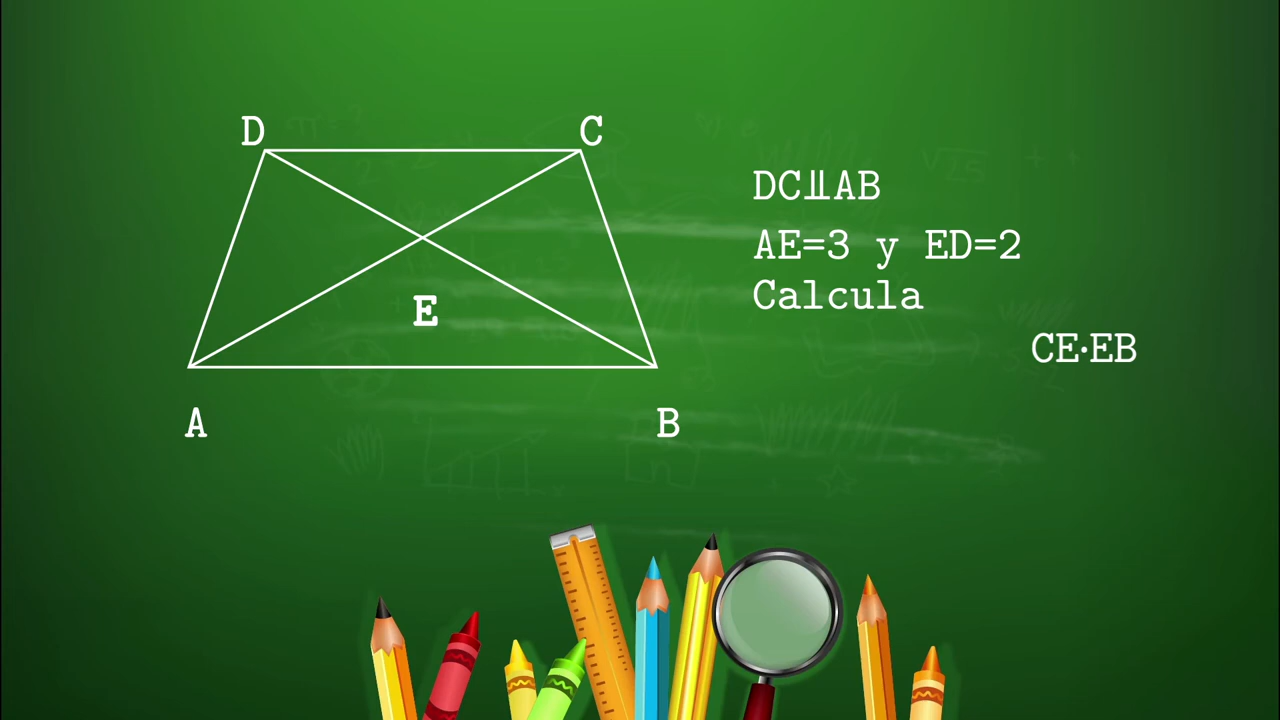 D C
DC⫫AB
AE=3 y ED=2
Calcula
E
CE·EB
A B